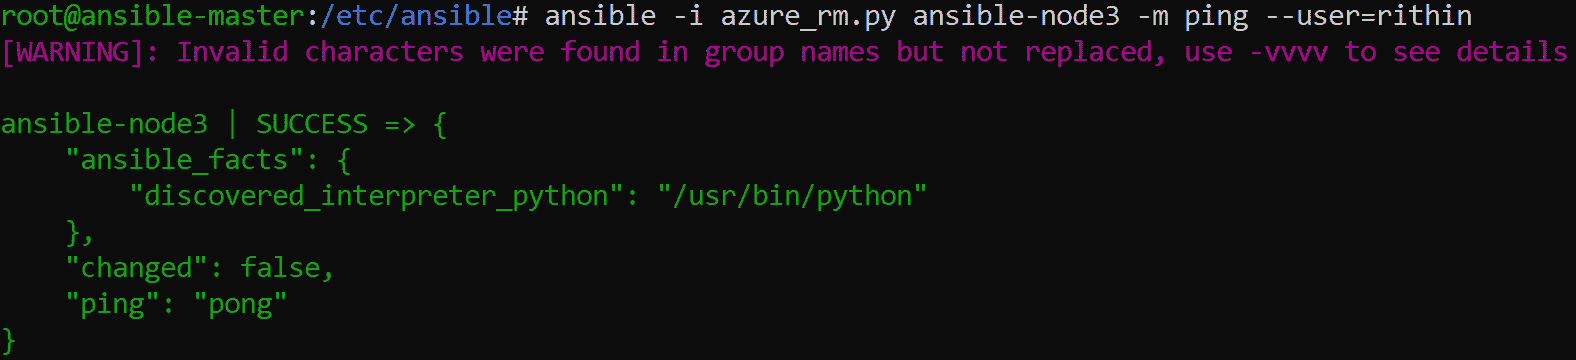 root@ansible-master:/etc/ansible# ansible -i azure_rm.py ansible-node3 -m ping --user=rithin
[WARNING]: Invalid characters were found in group names but not replaced, use -vvvv to see details
ansible-node3 | SUCCESS => {
    "ansible_facts": {
        "discovered_interpreter_python": "/usr/bin/python"
    },
    "changed": false,
    "ping": "pong"
}